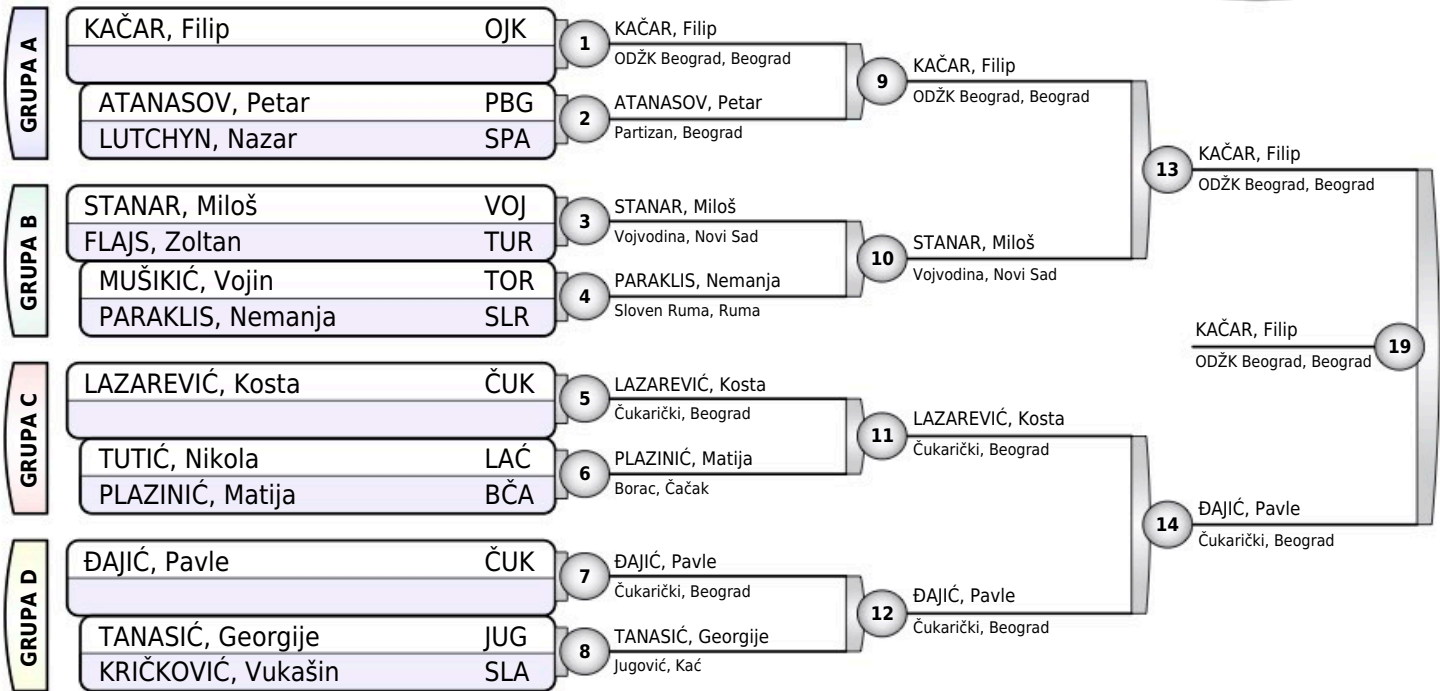 GRUPA A
KAČAR, Filip OJK
ATANASOV, Petar PBG
LUTCHYN, Nazar SPA
GRUPA B
STANAR, Miloš VOJ
FLAJS, Zoltan TUR
MUŠIKIĆ, Vojin TOR
PARAKLIS, Nemanja SLR
GRUPA C
LAZAREVIĆ, Kosta ČUK
TUTIĆ, Nikola LAĆ
PLAZINIĆ, Matija BČA
GRUPA D
ĐAJIĆ, Pavle ČUK
TANASIĆ, Georgije JUG
KRIČKOVIĆ, Vukašin SLA
1
KAČAR, Filip
ODŽK Beograd, Beograd
2
ATANASOV, Petar
Partizan, Beograd
3
STANAR, Miloš
Vojvodina, Novi Sad
4
PARAKLIS, Nemanja
Sloven Ruma, Ruma
5
LAZAREVIĆ, Kosta
Čukarički, Beograd
6
PLAZINIĆ, Matija
Borac, Čačak
7
ĐAJIĆ, Pavle
Čukarički, Beograd
8
TANASIĆ, Georgije
Jugović, Kać
9
KAČAR, Filip
ODŽK Beograd, Beograd
10
STANAR, Miloš
Vojvodina, Novi Sad
11
LAZAREVIĆ, Kosta
Čukarički, Beograd
12
ĐAJIĆ, Pavle
Čukarički, Beograd
13
KAČAR, Filip
ODŽK Beograd, Beograd
14
ĐAJIĆ, Pavle
Čukarički, Beograd
KAČAR, Filip
ODŽK Beograd, Beograd
19